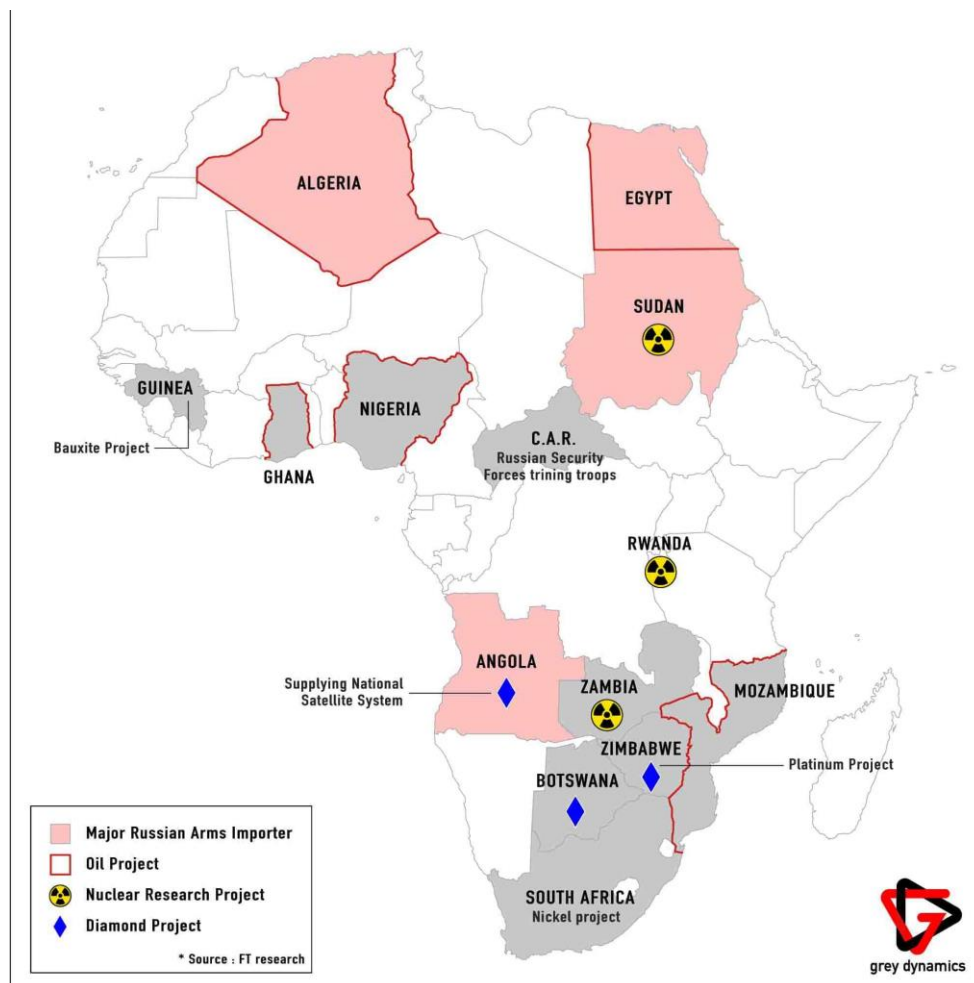 ALGERIA
EGYPT
SUDAN
GUINEA
NIGERIA
Bauxite Project
C.A.R.
Russian Security
Forces trining troops
GHANA
RWANDA
ANGOLA
Supplying National
Satellite System
ZAMBIA
MOZAMBIQUE
ZIMBABWE
Platinum Project
BOTSWANA
SOUTH AFRICA
Nickel project
Major Russian Arms Importer
Oil Project
Nuclear Research Project
Diamond Project
* Source : FT research
grey dynamics